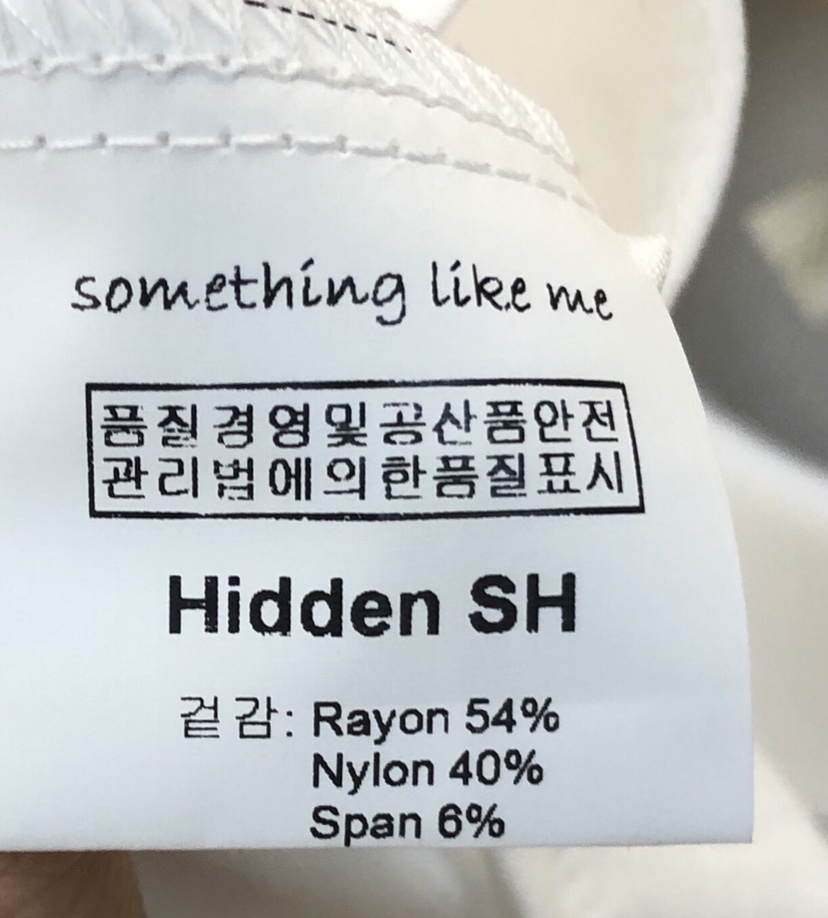 something like me
품질경영및공산품안전
관리법에의한품질표시
Hidden SH
겉감: Rayon 54%
Nylon 40%
Span 6%